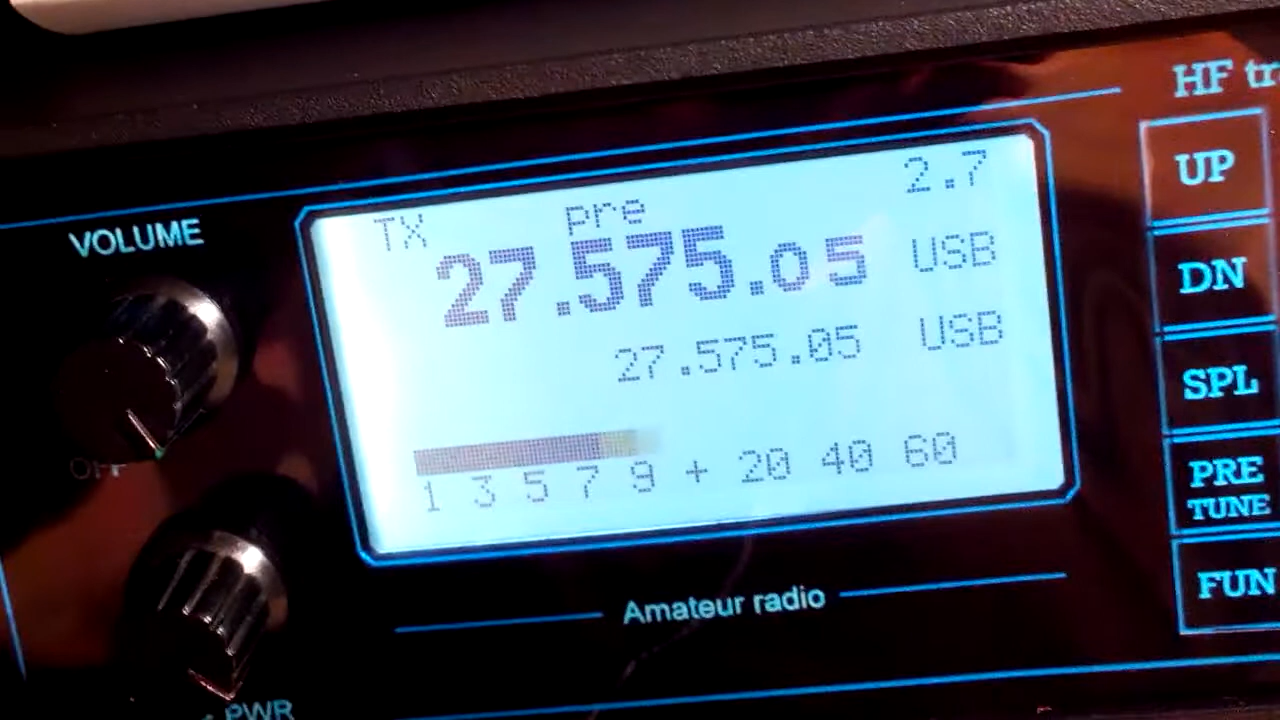 HF tr
VOLUME
OFF
PWR
TX pre 2.7
27.575.05 USB
27.575.05 USB
1 3 5 7 9 + 20 40 60
Amateur radio
UP
DN
SPL
PRE
TUNE
FUN